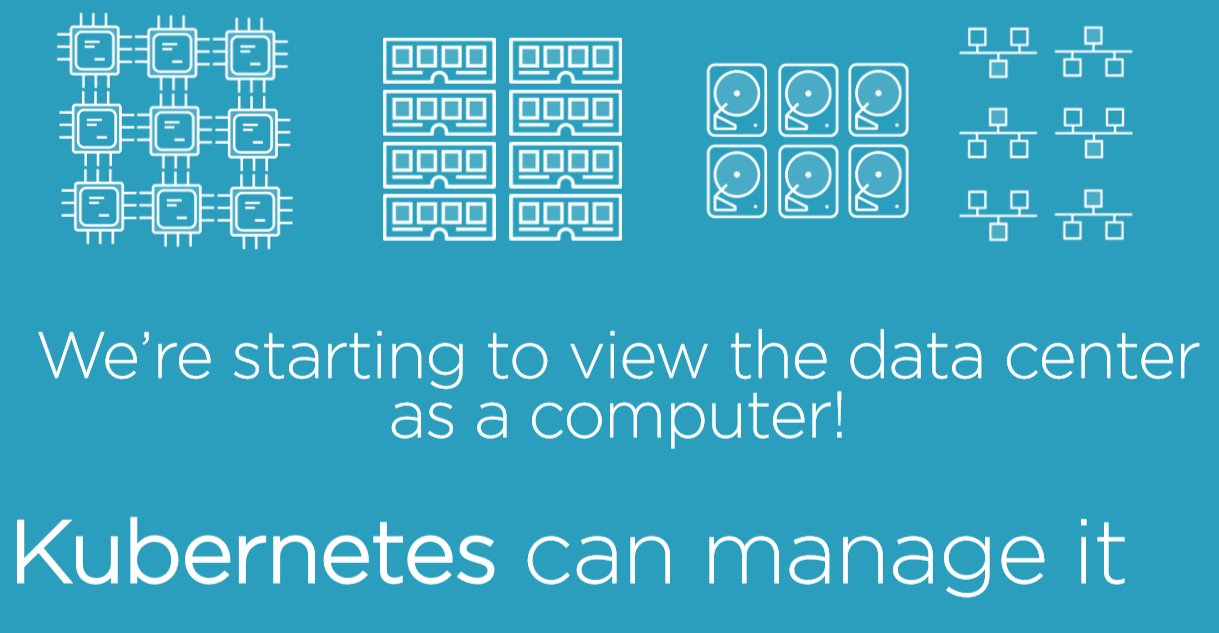 We're starting to view the data center
as a computer!
Kubernetes can manage it